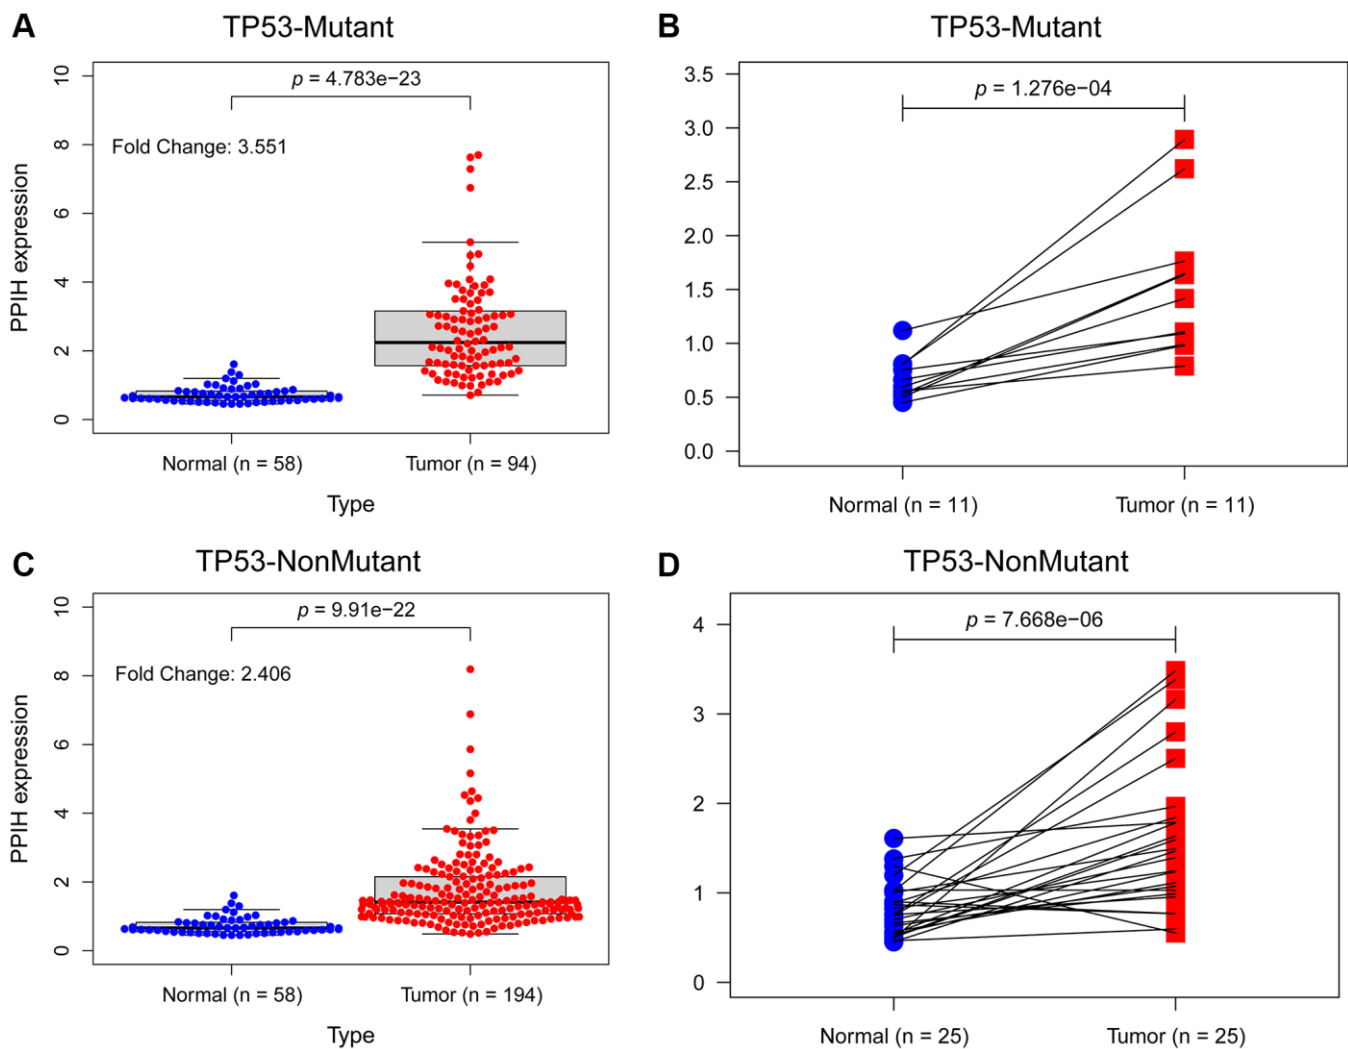 A
TP53-Mutant
p = 4.783e−23
Fold Change: 3.551
PPIH expression
10
8
6
4
2
0
Normal (n = 58)
Tumor (n = 94)
Type
B
TP53-Mutant
p = 1.276e−04
3.5
3.0
2.5
2.0
1.5
1.0
0.5
0.0
Normal (n = 11)
Tumor (n = 11)
C
TP53-NonMutant
p = 9.91e−22
Fold Change: 2.406
PPIH expression
10
8
6
4
2
0
Normal (n = 58)
Tumor (n = 194)
Type
D
TP53-NonMutant
p = 7.668e−06
4
3
2
1
0
Normal (n = 25)
Tumor (n = 25)